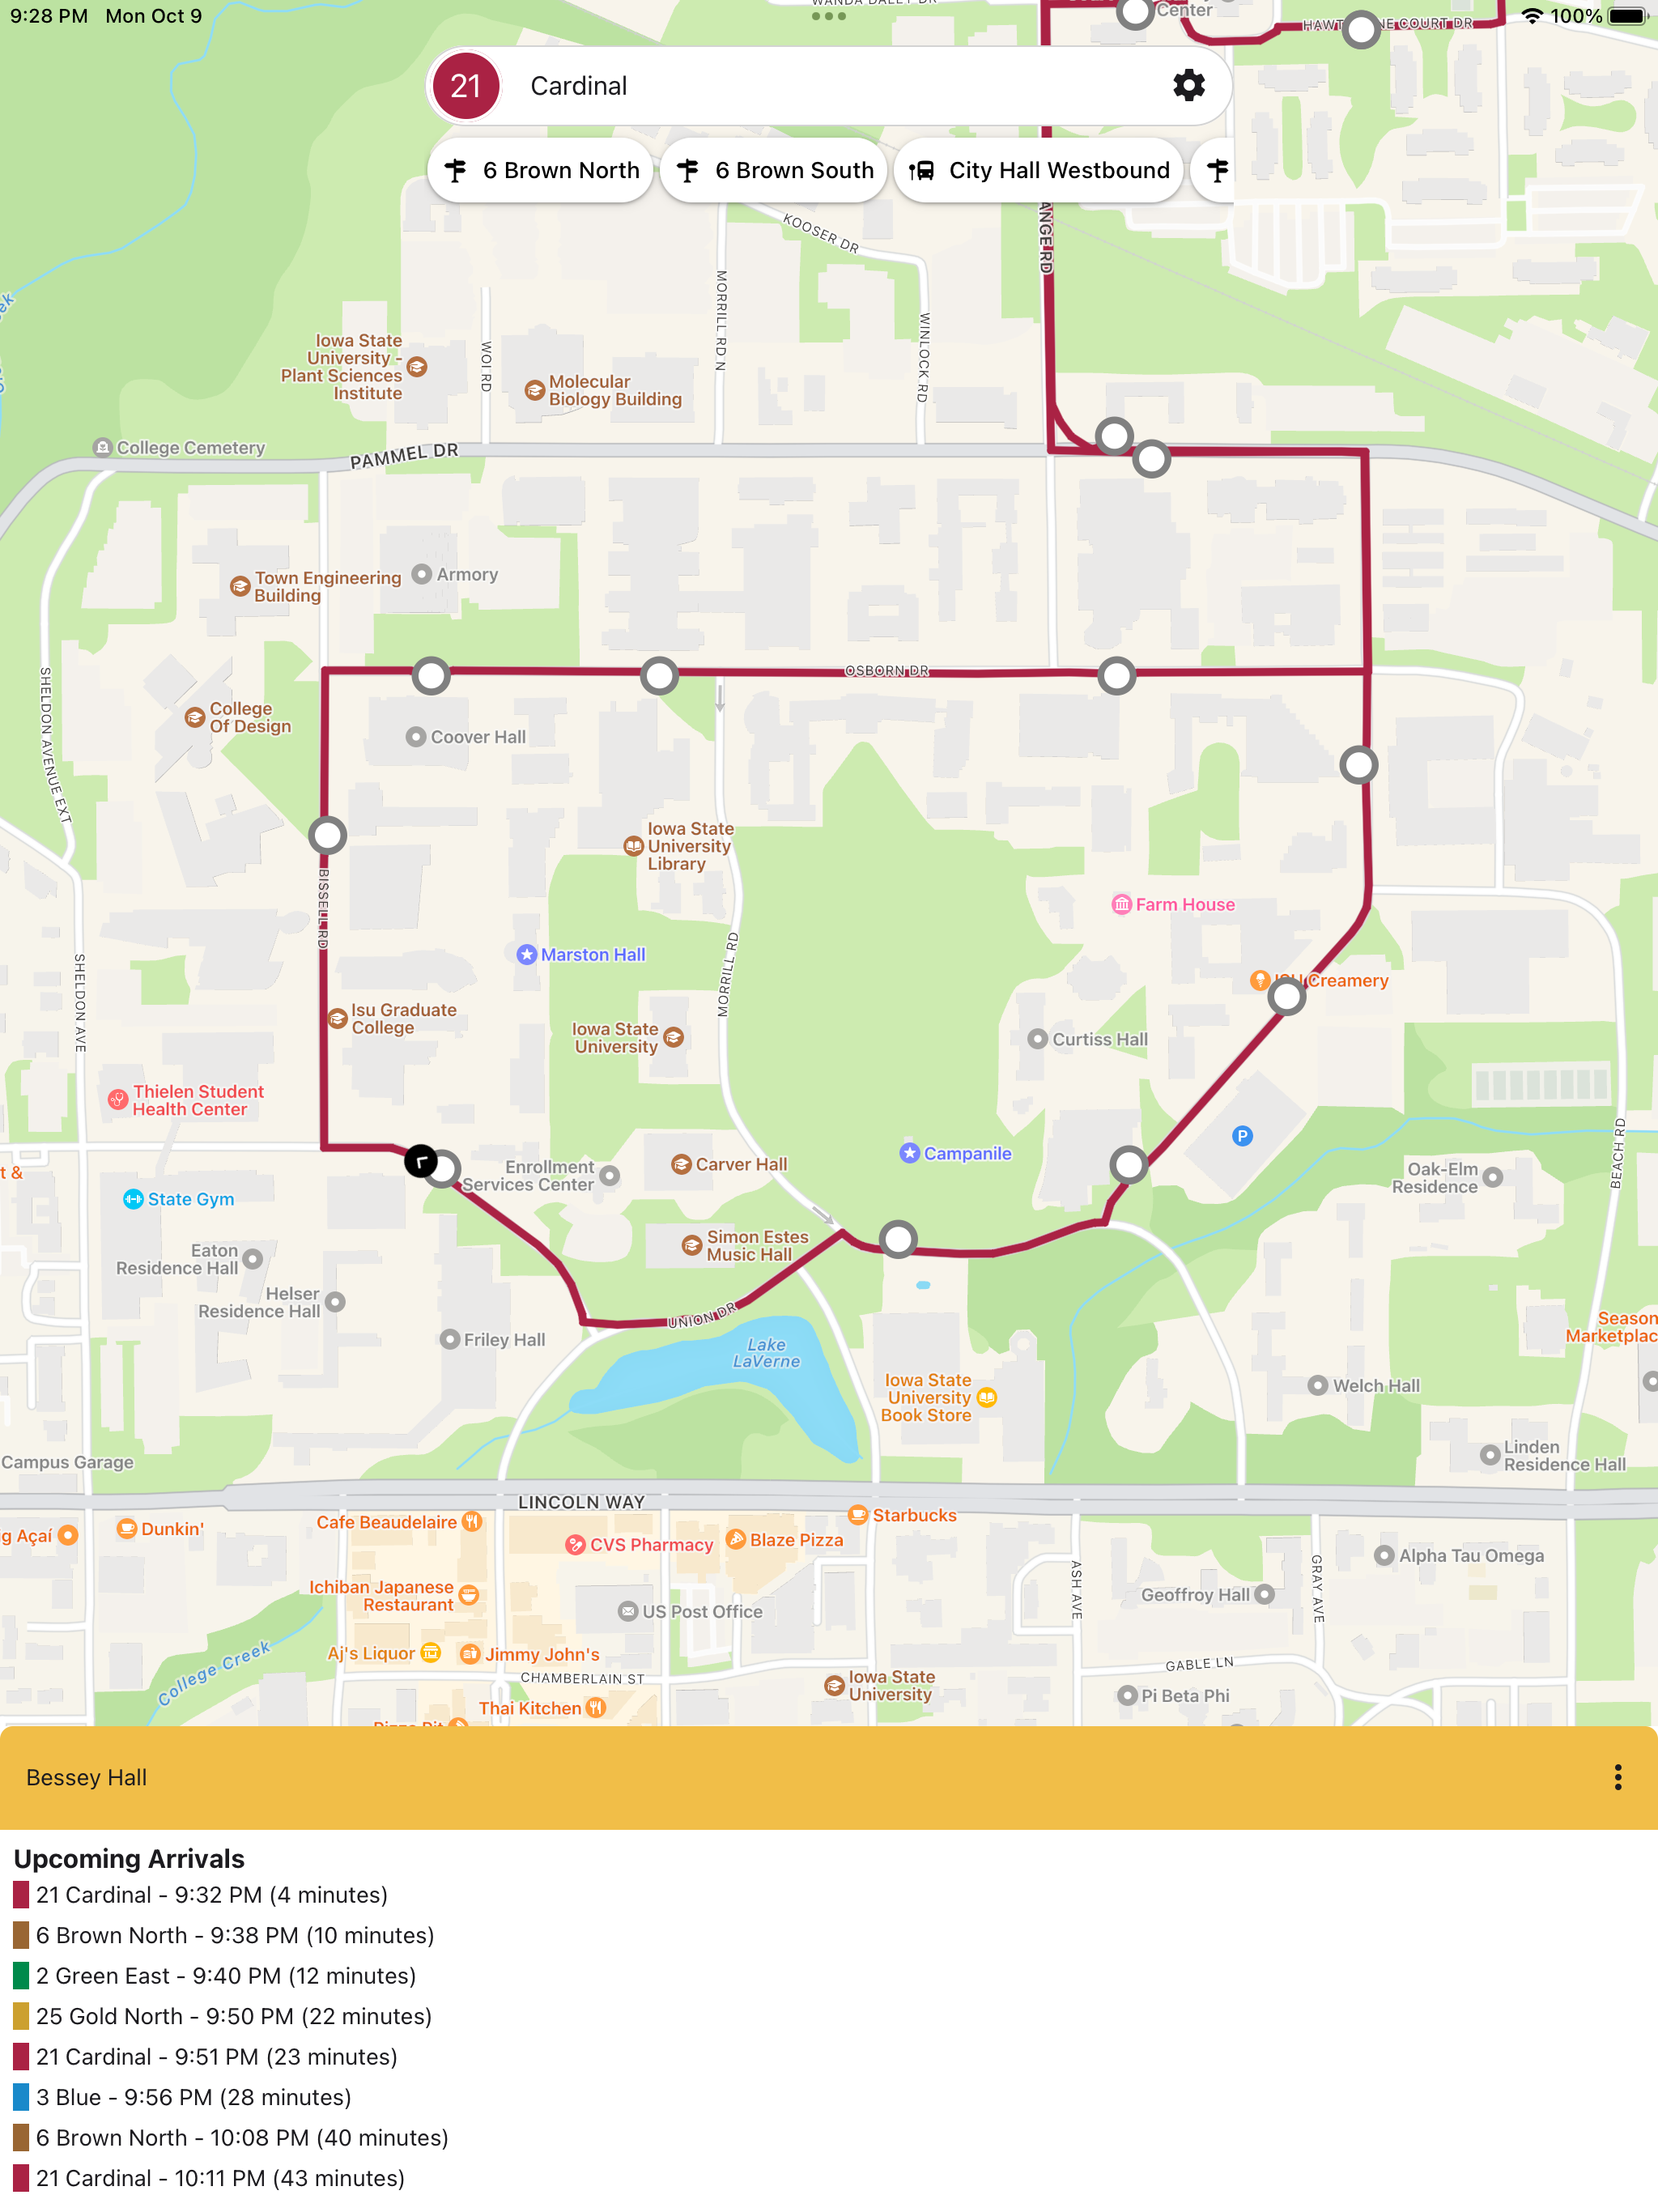 9:28 PM Mon Oct 9
100%
WANDA DALEY DR
Center
21 Cardinal
6 Brown North
6 Brown South
City Hall Westbound
KOOSER DR
ANGE RD
MORRILL RD N
WINLOCK RD
WOI RD
Iowa State
University -
Plant Sciences
Institute
Molecular
Biology Building
College Cemetery
PAMMEL DR
Town Engineering
Building
Armory
OSBORN DR
SHELDON AVENUE EXT
College
Of Design
Coover Hall
Iowa State
University
Library
BISSELL RD
Farm House
Marston Hall
MORRILL RD
SHELDON AVE
Creamery
Isu Graduate
College
Iowa State
University
Curtiss Hall
Thielen Student
Health Center
P
BEACH RD
Enrollment
Services Center
Carver Hall
Campanile
Oak-Elm
Residence
t &
State Gym
Simon Estes
Music Hall
Eaton
Residence Hall
Helser
Residence Hall
UNION DR
Friley Hall
Lake
LaVerne
Season
Marketplac
Iowa State
University
Book Store
Welch Hall
Campus Garage
Linden
Residence Hall
LINCOLN WAY
g Açaí
Dunkin'
Cafe Beaudelaire
CVS Pharmacy
Blaze Pizza
Starbucks
Alpha Tau Omega
ASH AVE
GRAY AVE
Ichiban Japanese
Restaurant
US Post Office
Geoffroy Hall
College Creek
Aj's Liquor
Jimmy John's
CHAMBERLAIN ST
GABLE LN
Iowa State
University
Thai Kitchen
Pi Beta Phi
Pizza Pit
Bessey Hall
Upcoming Arrivals
21 Cardinal - 9:32 PM (4 minutes)
6 Brown North - 9:38 PM (10 minutes)
2 Green East - 9:40 PM (12 minutes)
25 Gold North - 9:50 PM (22 minutes)
21 Cardinal - 9:51 PM (23 minutes)
3 Blue - 9:56 PM (28 minutes)
6 Brown North - 10:08 PM (40 minutes)
21 Cardinal - 10:11 PM (43 minutes)